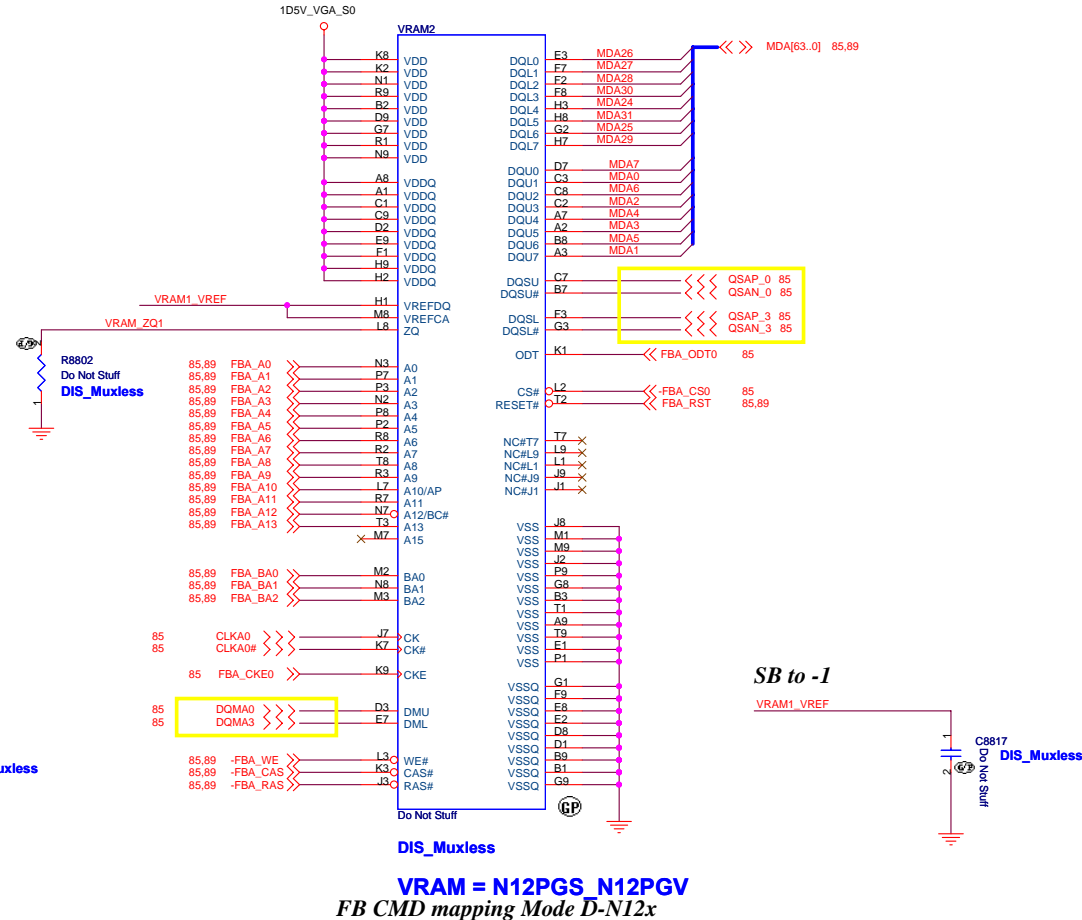 1D5V_VGA_S0
VRAM2
K8 VDD
K2 VDD
N1 VDD
R9 VDD
B2 VDD
D9 VDD
G7 VDD
R1 VDD
N9 VDD
A8 VDDQ
A1 VDDQ
C1 VDDQ
C9 VDDQ
D2 VDDQ
E9 VDDQ
F1 VDDQ
H9 VDDQ
H2 VDDQ
VRAM1_VREF H1 VREFDQ
M8 VREFCA
VRAM_ZQ1 L8 ZQ
R8802
Do Not Stuff
DIS_Muxless
2
1
85,89 FBA_A0 N3 A0
85,89 FBA_A1 P7 A1
85,89 FBA_A2 P3 A2
85,89 FBA_A3 N2 A3
85,89 FBA_A4 P8 A4
85,89 FBA_A5 P2 A5
85,89 FBA_A6 R8 A6
85,89 FBA_A7 R2 A7
85,89 FBA_A8 T8 A8
85,89 FBA_A9 R3 A9
85,89 FBA_A10 L7 A10/AP
85,89 FBA_A11 R7 A11
85,89 FBA_A12 N7 A12/BC#
85,89 FBA_A13 T3 A13
M7 A15
85,89 FBA_BA0 M2 BA0
85,89 FBA_BA1 N8 BA1
85,89 FBA_BA2 M3 BA2
85 CLKA0 J7 CK
85 CLKA0# K7 CK#
85 FBA_CKE0 K9 CKE
85 DQMA0 D3 DMU
85 DQMA3 E7 DML
85,89 -FBA_WE L3 WE#
85,89 -FBA_CAS K3 CAS#
85,89 -FBA_RAS J3 RAS#
uxless
DQL0 E3 MDA26
DQL1 F7 MDA27
DQL2 F2 MDA28
DQL3 F8 MDA30
DQL4 H3 MDA24
DQL5 H8 MDA31
DQL6 G2 MDA25
DQL7 H7 MDA29
MDA[63..0] 85,89
DQU0 D7 MDA7
DQU1 C3 MDA0
DQU2 C8 MDA6
DQU3 C2 MDA2
DQU4 A7 MDA4
DQU5 A2 MDA3
DQU6 B8 MDA5
DQU7 A3 MDA1
DQSU C7 QSAP_0 85
DQSU# B7 QSAN_0 85
DQSL F3 QSAP_3 85
DQSL# G3 QSAN_3 85
ODT K1 FBA_ODT0 85
CS# L2 -FBA_CS0 85
RESET# T2 FBA_RST 85,89
NC#T7 T7
NC#L9 L9
NC#L1 L1
NC#J9 J9
NC#J1 J1
VSS J8
VSS M1
VSS M9
VSS J2
VSS P9
VSS G8
VSS B3
VSS T1
VSS A9
VSS T9
VSS E1
VSS P1
VSSQ G1
VSSQ F9
VSSQ E8
VSSQ E2
VSSQ D8
VSSQ D1
VSSQ B9
VSSQ B1
VSSQ G9
GP
Do Not Stuff
DIS_Muxless
SB to -1
VRAM1_VREF
1
2
C8817
Do Not Stuff
DIS_Muxless
VRAM = N12PGS_N12PGV
FB CMD mapping Mode D-N12x